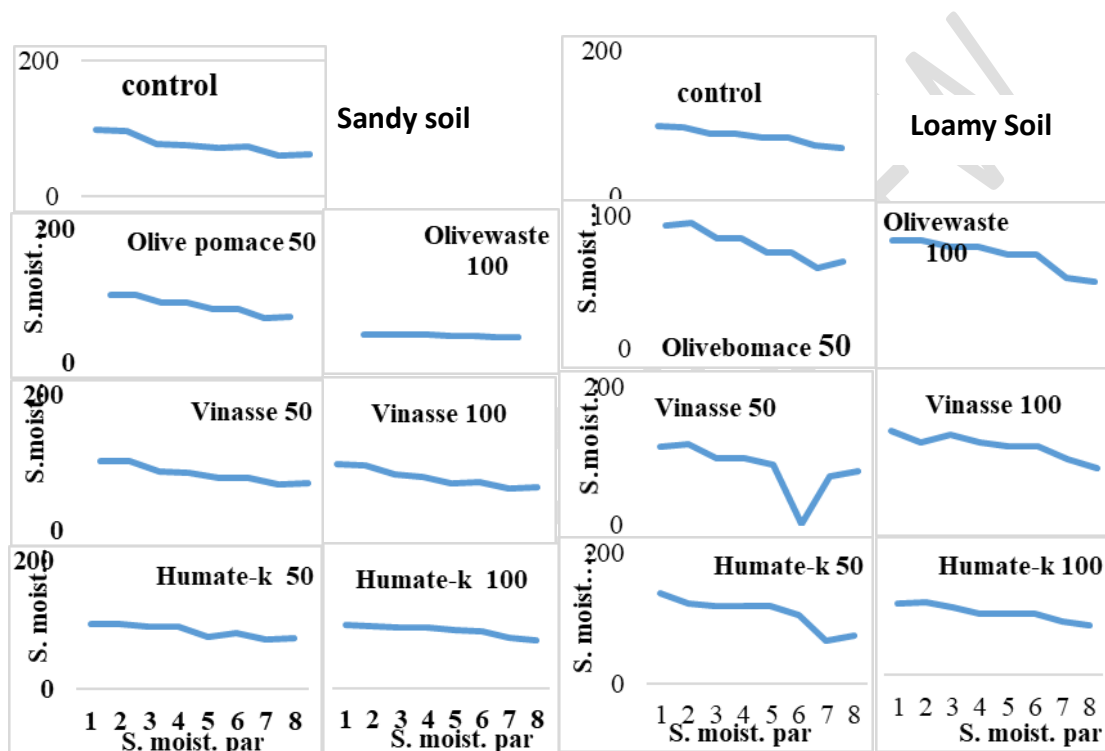 200
control
0
Sandy soil
200
control
0
Loamy Soil
200
Olive pomace 50
S.moist...
0
Olivewaste
100
100
S.moist...
0
Olivebomace 50
Olivewaste
100
200
Vinasse 50
S.moist...
0
Vinasse 100
200
Vinasse 50
S.moist...
0
Vinasse 100
200
Humate-k 50
S. moist...
0
1 2 3 4 5 6 7 8
S. moist. par
Humate-k 100
1 2 3 4 5 6 7 8
200
Humate-k 50
S. moist...
0
1 2 3 4 5 6 7 8
S. moist. par
Humate-k 100
1 2 3 4 5 6 7 8